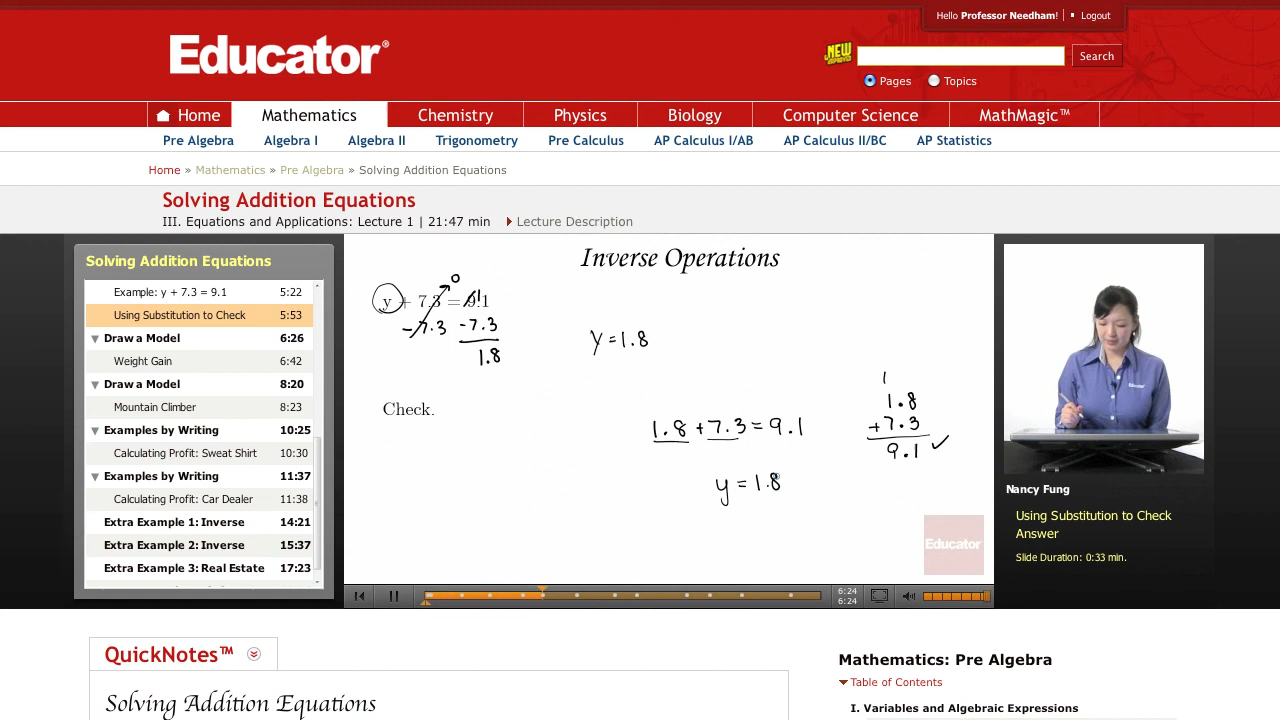 Hello Professor Needham! Logout
Educator®
NEW
Search
Pages Topics
Home Mathematics Chemistry Physics Biology Computer Science MathMagic™
Pre Algebra Algebra I Algebra II Trigonometry Pre Calculus AP Calculus I/AB AP Calculus II/BC AP Statistics
Home » Mathematics » Pre Algebra » Solving Addition Equations
Solving Addition Equations
III. Equations and Applications: Lecture 1 | 21:47 min Lecture Description
Solving Addition Equations
Example: y + 7.3 = 9.1 5:22
Using Substitution to Check 5:53
Draw a Model 6:26
Weight Gain 6:42
Draw a Model 8:20
Mountain Climber 8:23
Examples by Writing 10:25
Calculating Profit: Sweat Shirt 10:30
Examples by Writing 11:37
Calculating Profit: Car Dealer 11:38
Extra Example 1: Inverse 14:21
Extra Example 2: Inverse 15:37
Extra Example 3: Real Estate 17:23
Inverse Operations
0
y + 7.3 = 9.1
-7.3 -7.3
1.8
y = 1.8
Check.
1.8 + 7.3 = 9.1
1
1.8
+7.3
9.1 ✓
y = 1.8
Educator
6:24
6:24
Educator
Nancy Fung
Using Substitution to Check
Answer
Slide Duration: 0:33 min.
QuickNotes™
Solving Addition Equations
Mathematics: Pre Algebra
Table of Contents
I. Variables and Algebraic Expressions